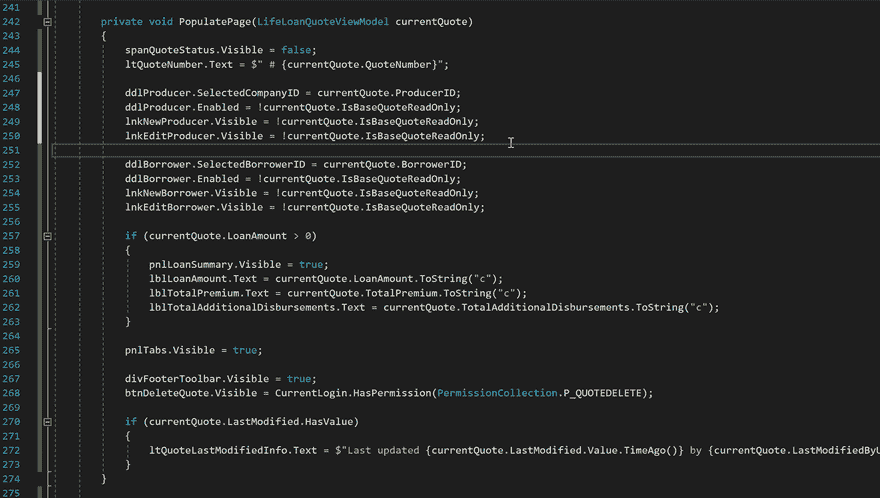 241
242 private void PopulatePage(LifeLoanQuoteViewModel currentQuote)
243 {
244 spanQuoteStatus.Visible = false;
245 ltQuoteNumber.Text = $" # {currentQuote.QuoteNumber}";
246
247 ddlProducer.SelectedCompanyID = currentQuote.ProducerID;
248 ddlProducer.Enabled = !currentQuote.IsBaseQuoteReadOnly;
249 lnkNewProducer.Visible = !currentQuote.IsBaseQuoteReadOnly;
250 lnkEditProducer.Visible = !currentQuote.IsBaseQuoteReadOnly;
251
252 ddlBorrower.SelectedBorrowerID = currentQuote.BorrowerID;
253 ddlBorrower.Enabled = !currentQuote.IsBaseQuoteReadOnly;
254 lnkNewBorrower.Visible = !currentQuote.IsBaseQuoteReadOnly;
255 lnkEditBorrower.Visible = !currentQuote.IsBaseQuoteReadOnly;
256
257 if (currentQuote.LoanAmount > 0)
258 {
259 pnlLoanSummary.Visible = true;
260 lblLoanAmount.Text = currentQuote.LoanAmount.ToString("c");
261 lblTotalPremium.Text = currentQuote.TotalPremium.ToString("c");
262 lblTotalAdditionalDisbursements.Text = currentQuote.TotalAdditionalDisbursements.ToString("c");
263 }
264
265 pnlTabs.Visible = true;
266
267 divFooterToolbar.Visible = true;
268 btnDeleteQuote.Visible = CurrentLogin.HasPermission(PermissionCollection.P_QUOTEDELETE);
269
270 if (currentQuote.LastModified.HasValue)
271 {
272 ltQuoteLastModifiedInfo.Text = $"Last updated {currentQuote.LastModified.Value.TimeAgo()} by {currentQuote.LastModifiedByU
273 }
274 }
275